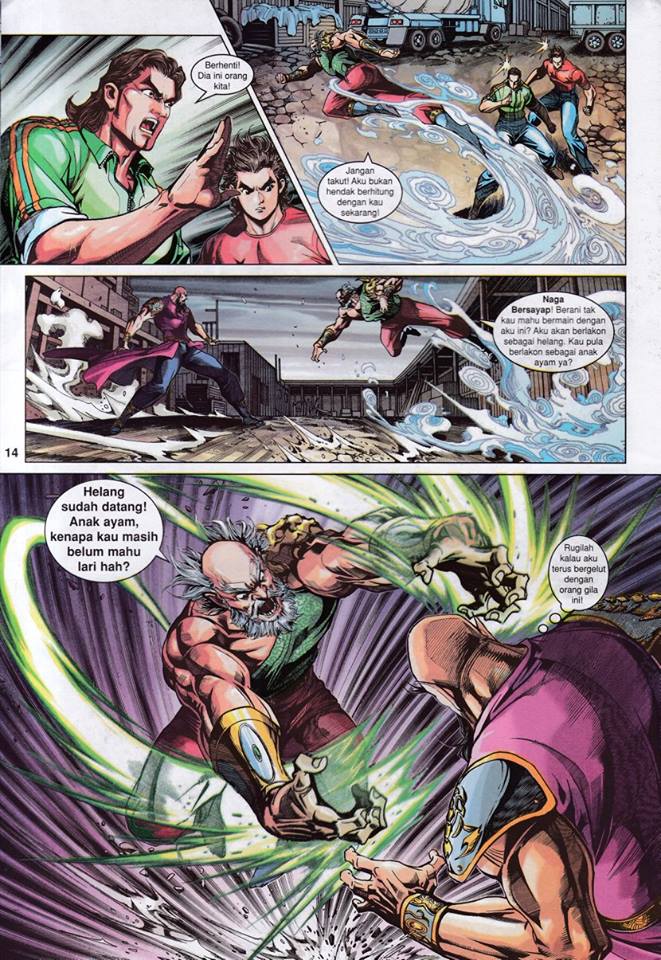 Berhenti!
Dia ini orang
kita!
Jangan
takut! Aku bukan
hendak berhitung
dengan kau
sekarang!
Naga
Bersayap! Berani tak
kau mahu bermain dengan
aku ini? Aku akan berlakon
sebagai helang. Kau pula
berlakon sebagai anak
ayam ya?
14
Helang
sudah datang!
Anak ayam,
kenapa kau masih
belum mahu
lari hah?
Rugilah
kalau aku
terus bergelut
dengan
orang gila
ini!